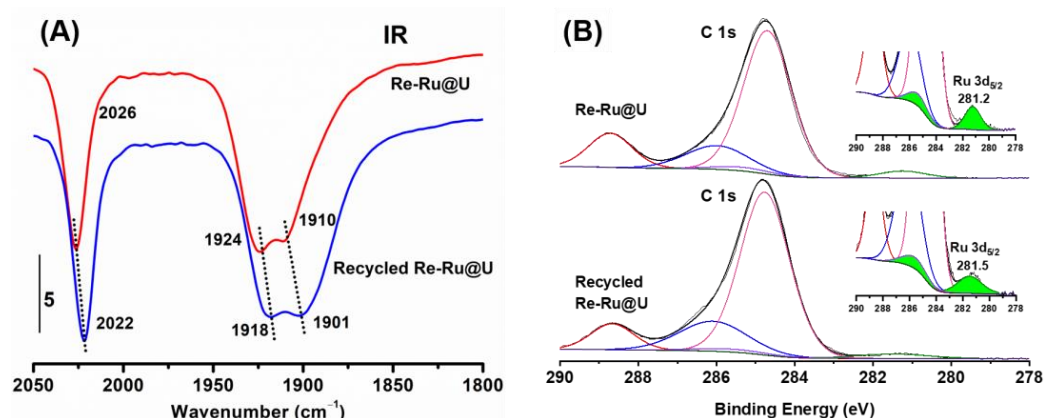 (A)
IR
Re-Ru@U
2026
1910
1924
Recycled Re-Ru@U
5
2022
1918
1901
2050 2000 1950 1900 1850 1800
Wavenumber (cm⁻¹)
(B)
C 1s
Re-Ru@U
Ru 3d5/2
281.2
290 288 286 284 282 280 278
C 1s
Recycled
Re-Ru@U
Ru 3d5/2
281.5
290 288 286 284 282 280 278
290 288 286 284 282 280 278
Binding Energy (eV)